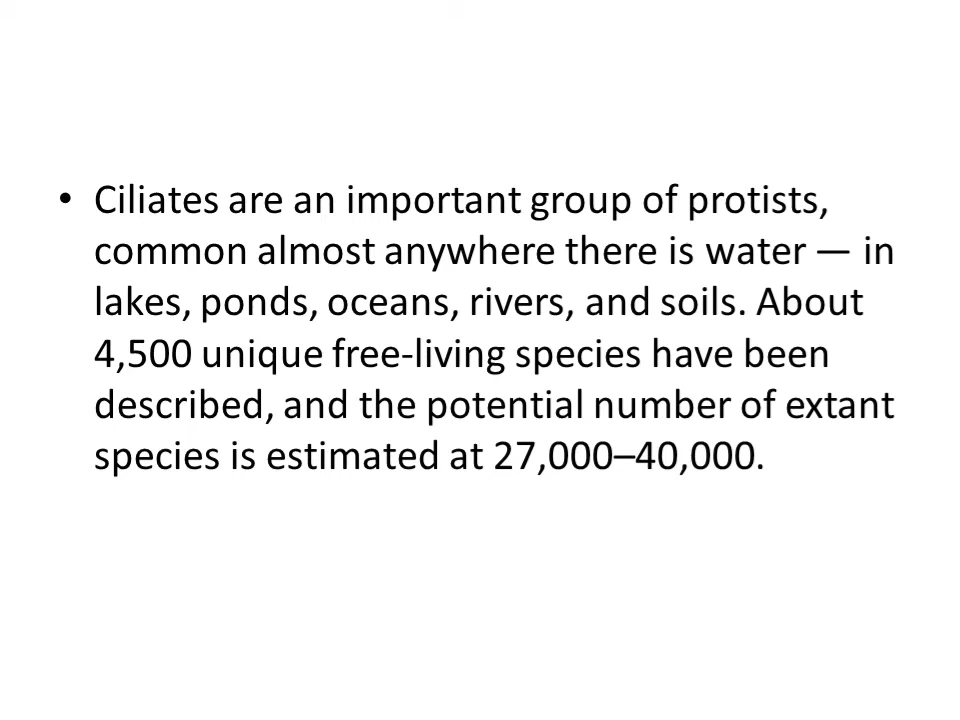 • Ciliates are an important group of protists,
common almost anywhere there is water — in
lakes, ponds, oceans, rivers, and soils. About
4,500 unique free-living species have been
described, and the potential number of extant
species is estimated at 27,000–40,000.